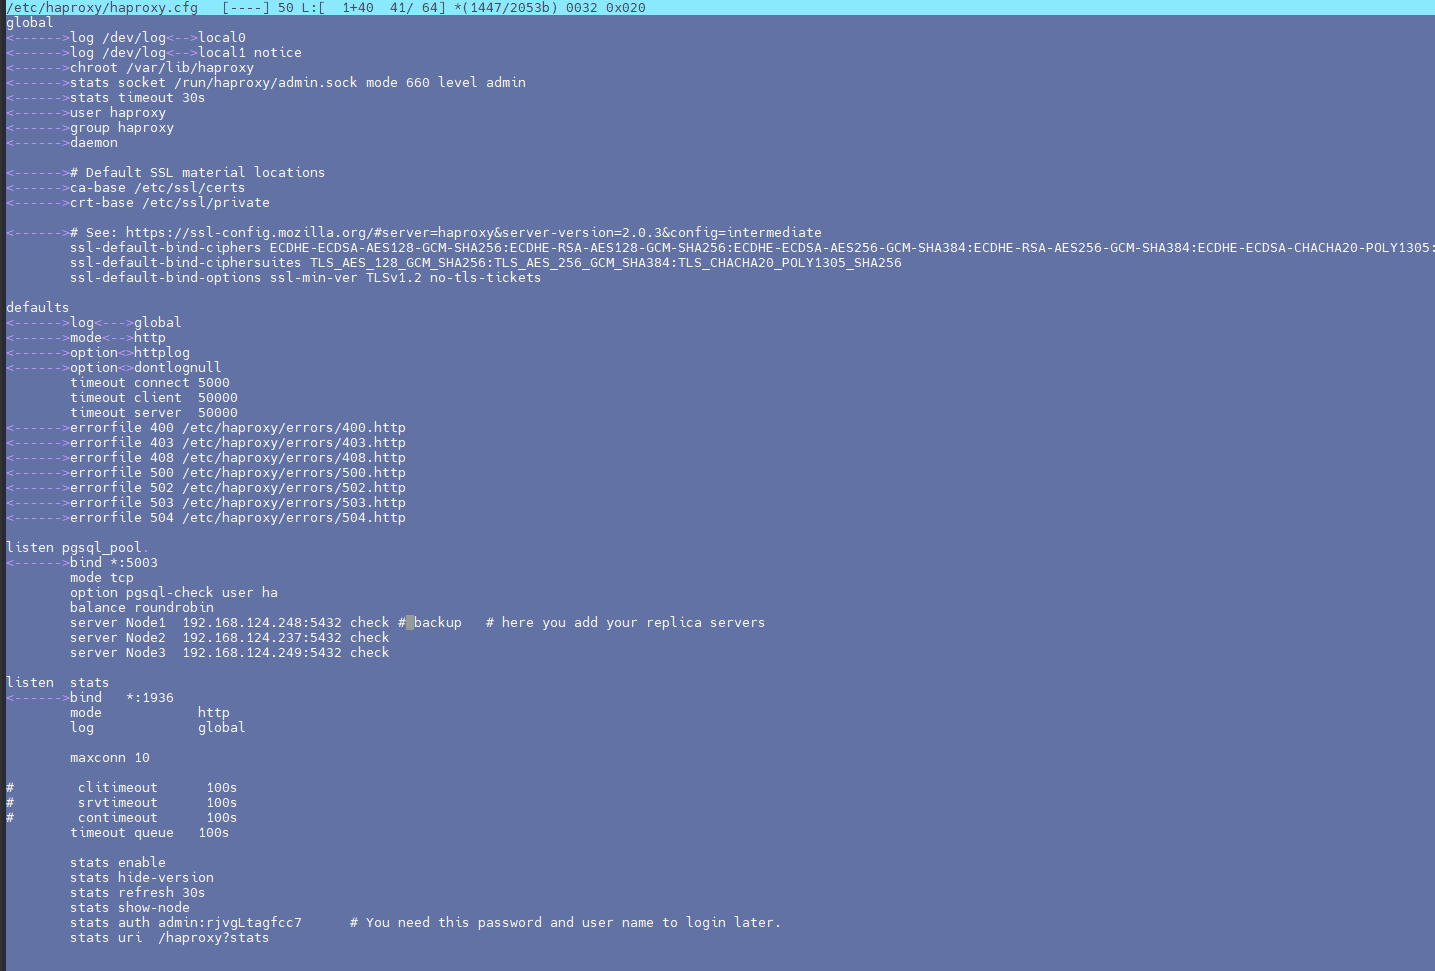 /etc/haproxy/haproxy.cfg   [----] 50 L:[  1+40  41/ 64] *(1447/2053b) 0032 0x020
global
<------>log /dev/log<-->local0
<------>log /dev/log<-->local1 notice
<------>chroot /var/lib/haproxy
<------>stats socket /run/haproxy/admin.sock mode 660 level admin
<------>stats timeout 30s
<------>user haproxy
<------>group haproxy
<------>daemon

<------># Default SSL material locations
<------>ca-base /etc/ssl/certs
<------>crt-base /etc/ssl/private

<------># See: https://ssl-config.mozilla.org/#server=haproxy&server-version=2.0.3&config=intermediate
        ssl-default-bind-ciphers ECDHE-ECDSA-AES128-GCM-SHA256:ECDHE-RSA-AES128-GCM-SHA256:ECDHE-ECDSA-AES256-GCM-SHA384:ECDHE-RSA-AES256-GCM-SHA384:ECDHE-ECDSA-CHACHA20-POLY1305:
        ssl-default-bind-ciphersuites TLS_AES_128_GCM_SHA256:TLS_AES_256_GCM_SHA384:TLS_CHACHA20_POLY1305_SHA256
        ssl-default-bind-options ssl-min-ver TLSv1.2 no-tls-tickets

defaults
<------>log<--->global
<------>mode<-->http
<------>option<>httplog
<------>option<>dontlognull
        timeout connect 5000
        timeout client  50000
        timeout server  50000
<------>errorfile 400 /etc/haproxy/errors/400.http
<------>errorfile 403 /etc/haproxy/errors/403.http
<------>errorfile 408 /etc/haproxy/errors/408.http
<------>errorfile 500 /etc/haproxy/errors/500.http
<------>errorfile 502 /etc/haproxy/errors/502.http
<------>errorfile 503 /etc/haproxy/errors/503.http
<------>errorfile 504 /etc/haproxy/errors/504.http

listen pgsql_pool.
<------>bind *:5003
        mode tcp
        option pgsql-check user ha
        balance roundrobin
        server Node1  192.168.124.248:5432 check # backup   # here you add your replica servers
        server Node2  192.168.124.237:5432 check
        server Node3  192.168.124.249:5432 check

listen  stats
<------>bind   *:1936
        mode            http
        log             global

        maxconn 10

#        clitimeout      100s
#        srvtimeout      100s
#        contimeout      100s
        timeout queue   100s

        stats enable
        stats hide-version
        stats refresh 30s
        stats show-node
        stats auth admin:rjvgLtagfcc7      # You need this password and user name to login later.
        stats uri  /haproxy?stats